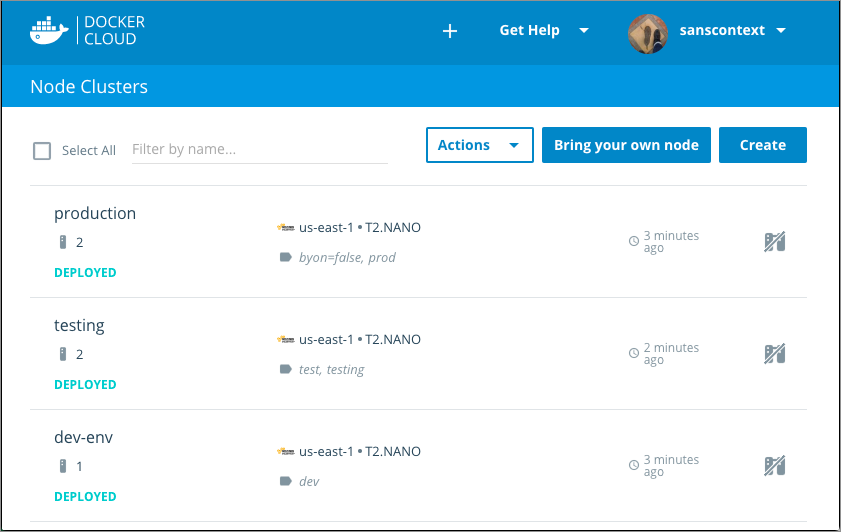 DOCKER
CLOUD
+
Get Help
sanscontext
Node Clusters
Select All
Filter by name...
Actions
Bring your own node
Create
production
2
DEPLOYED
us-east-1 • T2.NANO
byon=false, prod
3 minutes
ago
testing
2
DEPLOYED
us-east-1 • T2.NANO
test, testing
2 minutes
ago
dev-env
1
DEPLOYED
us-east-1 • T2.NANO
dev
3 minutes
ago